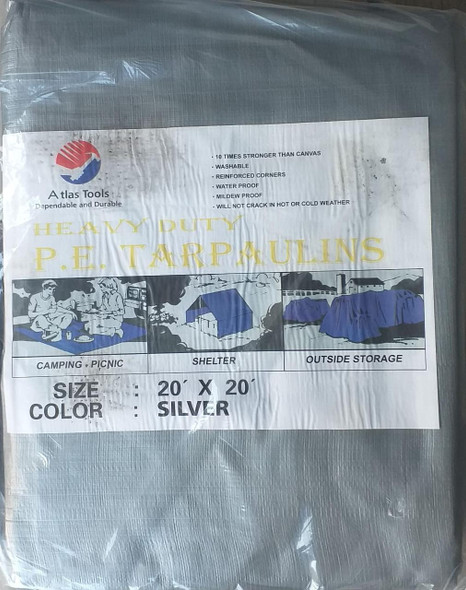 Atlas Tools
Dependable and Durable
- 10 TIMES STRONGER THAN CANVAS
- WASHABLE
- REINFORCED CORNERS
- WATER PROOF
- MILDEW PROOF
- WILL NOT CRACK IN HOT OR COLD WEATHER
HEAVY DUTY
P.E. TARPAULINS
CAMPING • PICNIC
SHELTER
OUTSIDE STORAGE
SIZE : 20´ X 20´
COLOR : SILVER